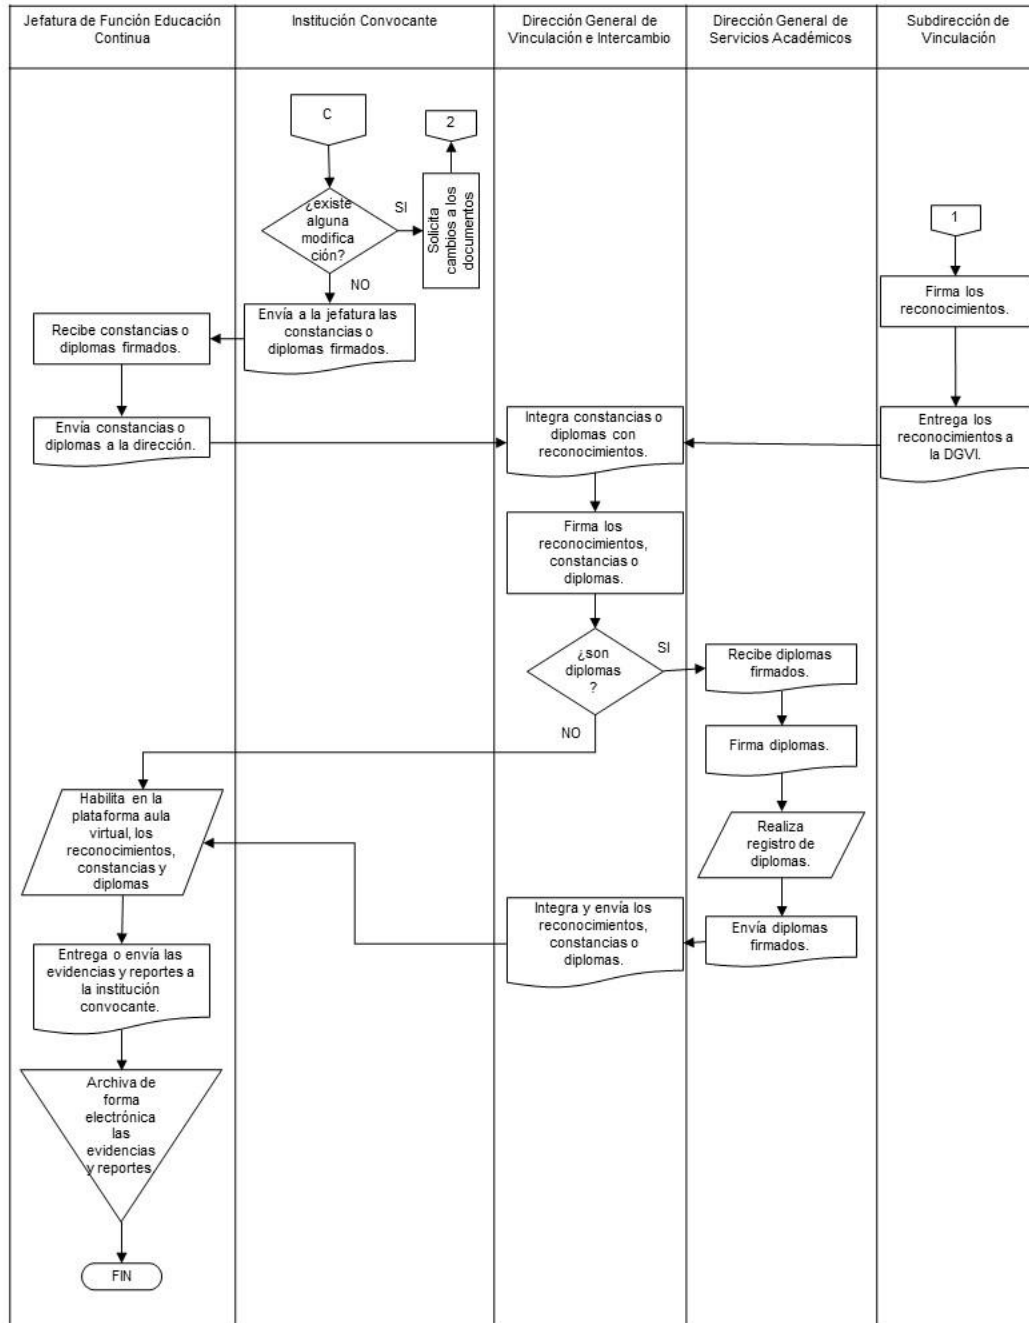 Jefatura de Función Educación
Continua
Institución Convocante
Dirección General de
Vinculación e Intercambio
Dirección General de
Servicios Académicos
Subdirección de
Vinculación
C
2
¿existe
alguna
modifica
ción?
SI
Solicita
cambios a los
documentos
1
NO
Firma los
reconocimientos.
Envía a la jefatura las
constancias o
diplomas firmados.
Recibe constancias o
diplomas firmados.
Envía constancias o
diplomas a la dirección.
Integra constancias o
diplomas con
reconocimientos.
Entrega los
reconocimientos a
la DGVI.
Firma los
reconocimientos,
constancias o
diplomas.
¿son
diplomas
?
SI
Recibe diplomas
firmados.
NO
Firma diplomas.
Habilita en la
plataforma aula
virtual, los
reconocimientos,
constancias y
diplomas
Realiza
registro de
diplomas.
Integra y envía los
reconocimientos,
constancias o
diplomas.
Envía diplomas
firmados.
Entrega o envía las
evidencias y reportes a
la institución
convocante.
Archiva de
forma
electrónica
las
evidencias
y reportes
FIN